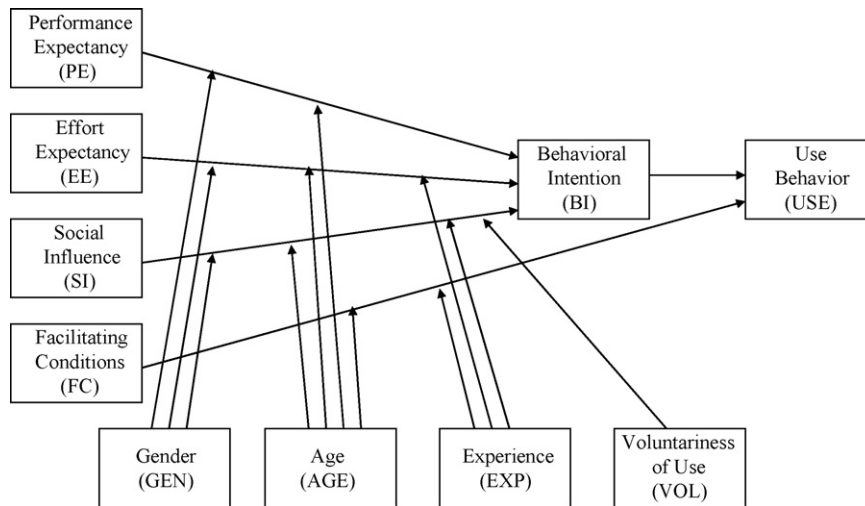 Performance
Expectancy
(PE)
Effort
Expectancy
(EE)
Social
Influence
(SI)
Facilitating
Conditions
(FC)
Behavioral
Intention
(BI)
Use
Behavior
(USE)
Gender
(GEN)
Age
(AGE)
Experience
(EXP)
Voluntariness
of Use
(VOL)